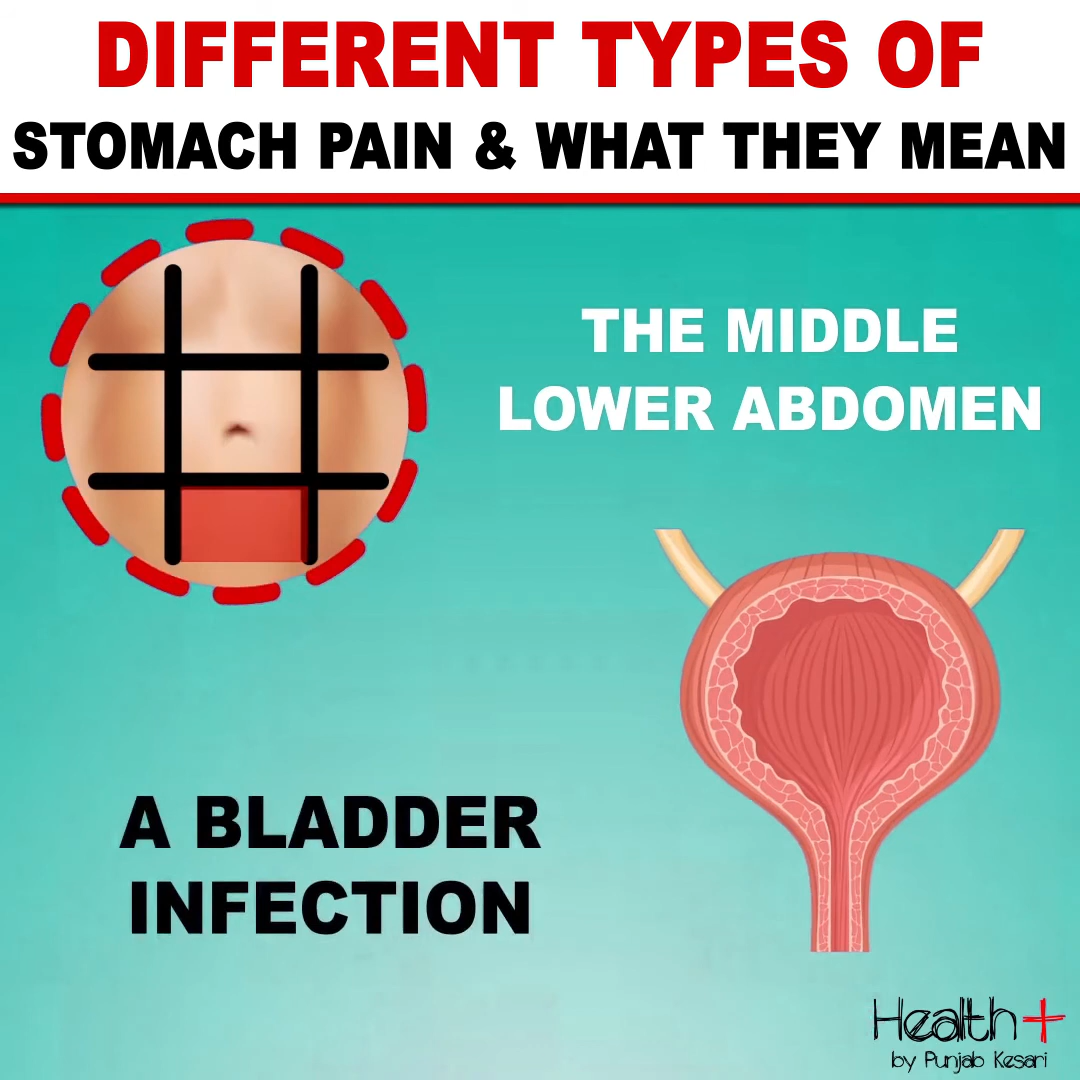 DIFFERENT TYPES OF
STOMACH PAIN & WHAT THEY MEAN
THE MIDDLE
LOWER ABDOMEN
A BLADDER
INFECTION
Health+
by Punjab Kesari